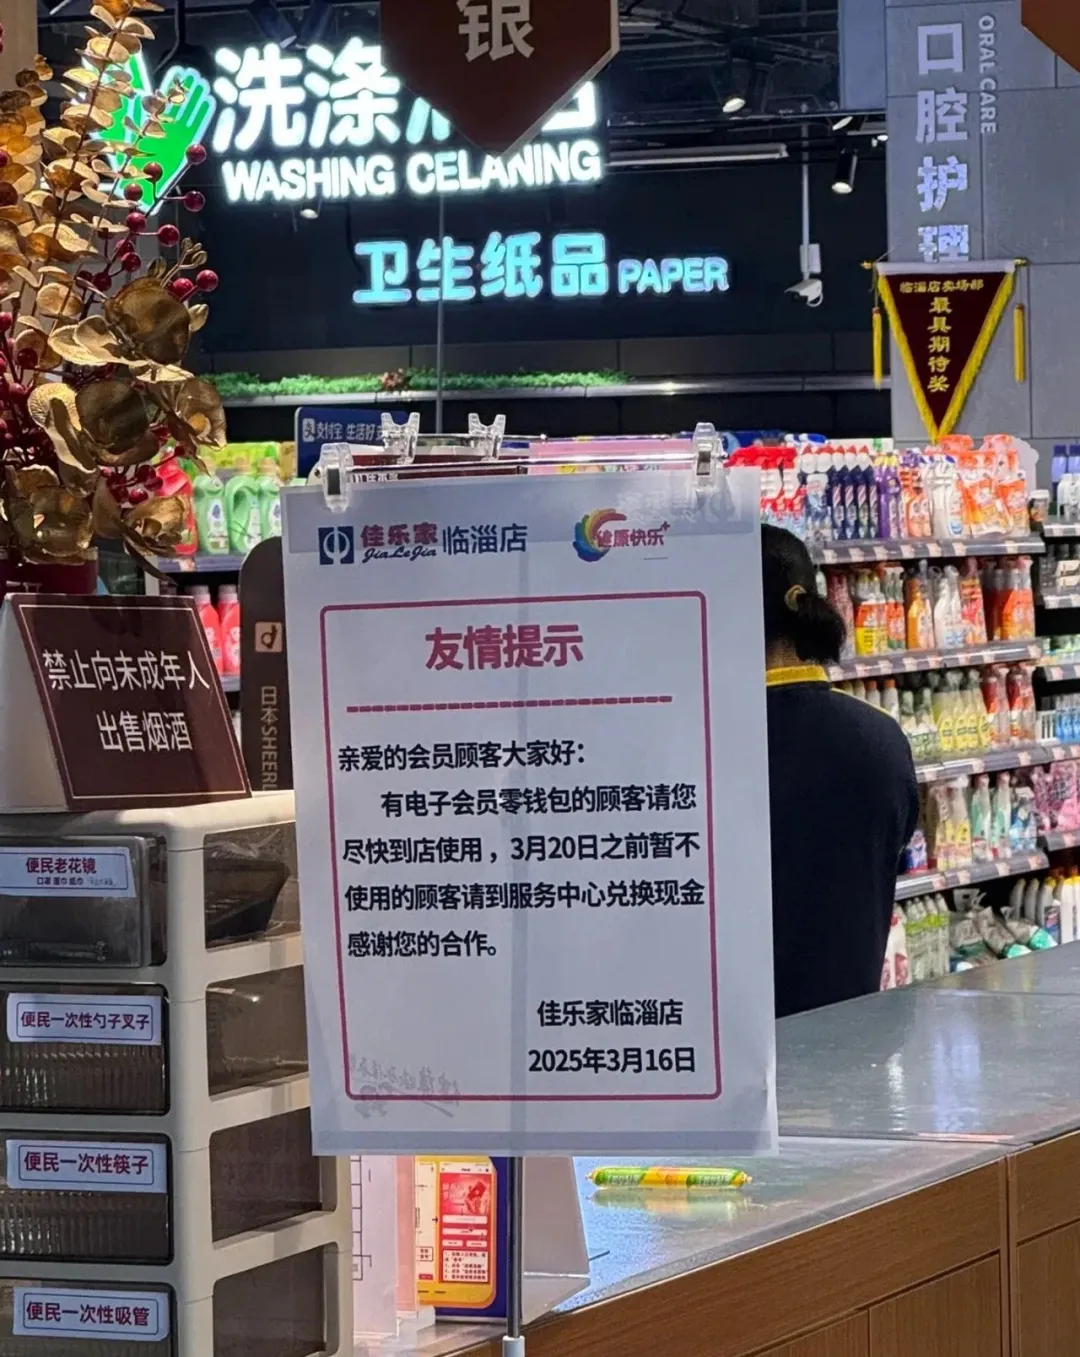 银
洗涤
WASHING CELANING
卫生纸品 PAPER
口腔护理
ORAL CARE
临淄店卖场部
最具期待奖
支付宝 生活好
佳乐家 临淄店
JiaLeJia
健康快乐+
友情提示
亲爱的会员顾客大家好：
有电子会员零钱包的顾客请您
尽快到店使用，3月20日之前暂不
使用的顾客请到服务中心兑换现金
感谢您的合作。
佳乐家临淄店
2025年3月16日
禁止向未成年人
出售烟酒
日本SHEERL
便民老花镜
便民一次性勺子叉子
便民一次性筷子
便民一次性吸管